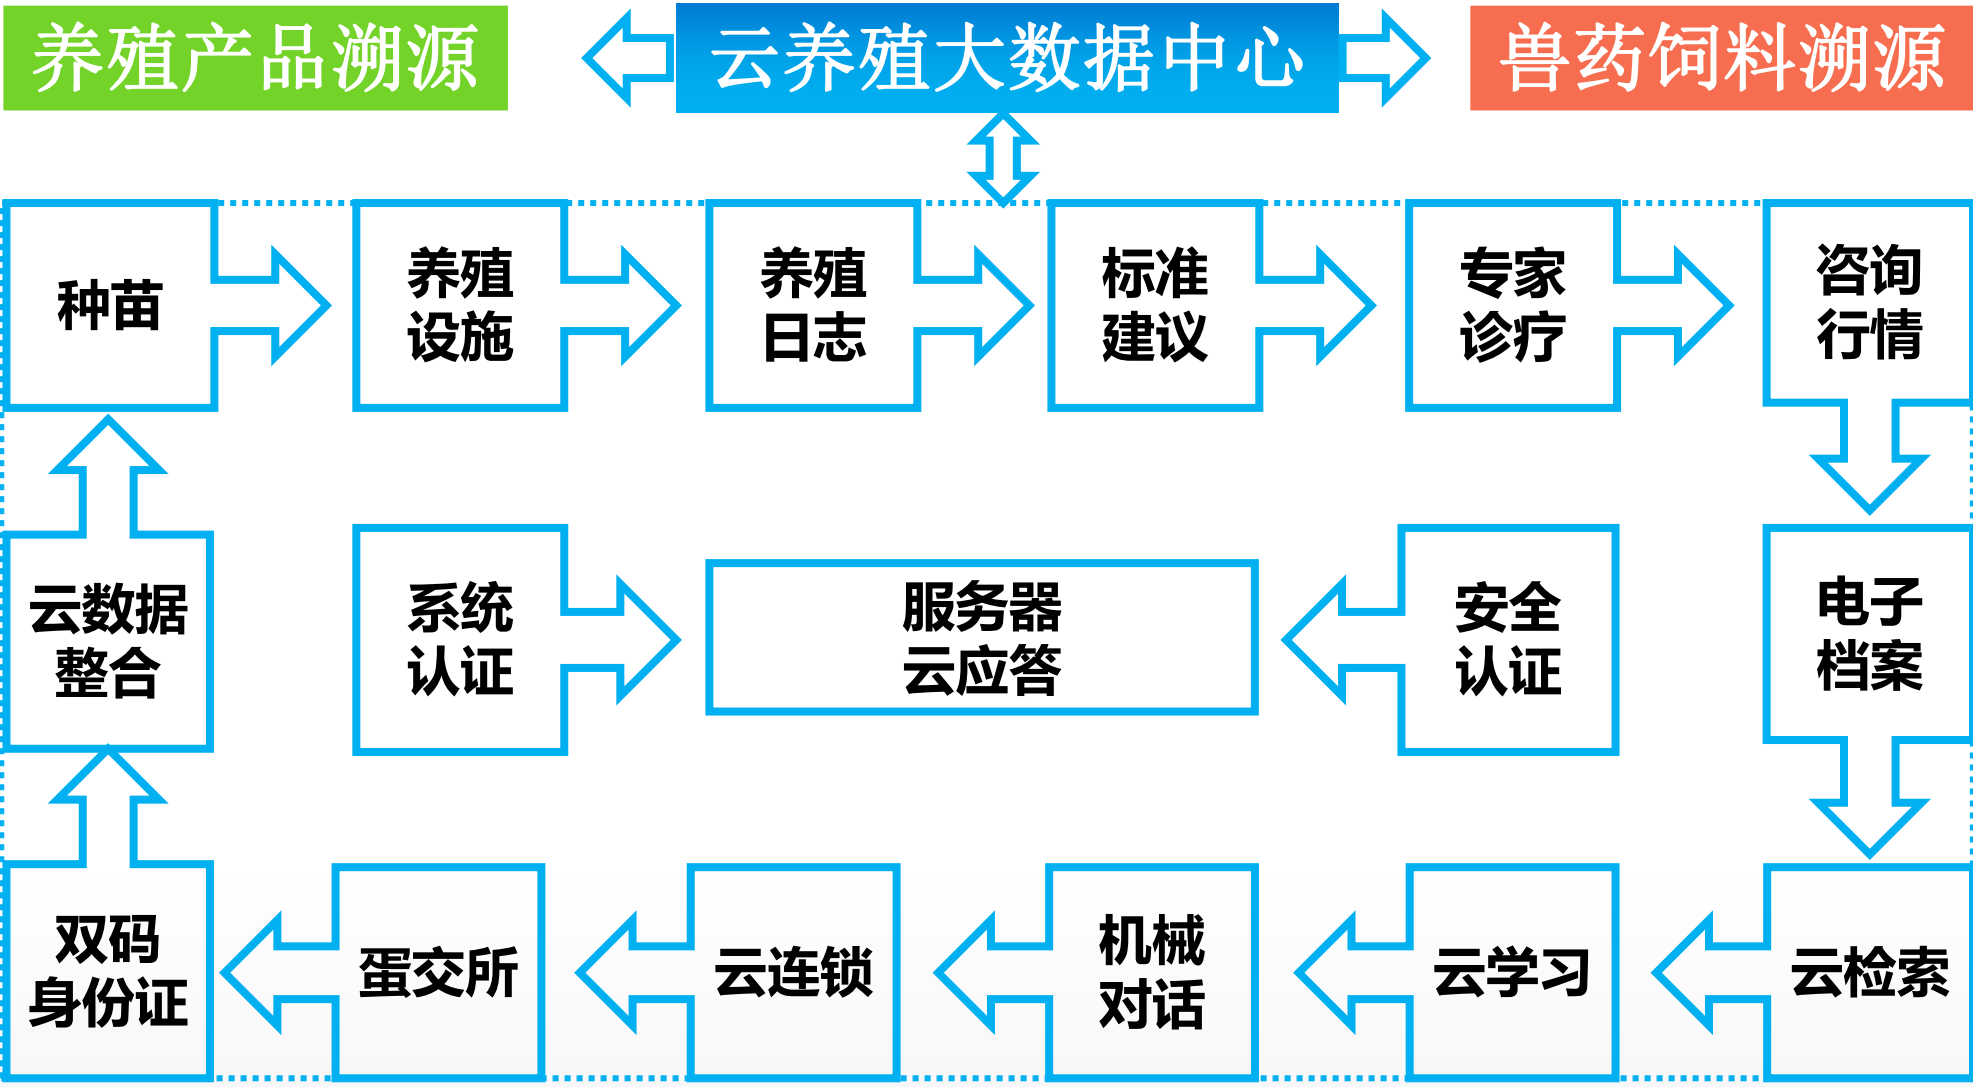 养殖产品溯源
云养殖大数据中心
兽药饲料溯源
种苗
养殖
设施
养殖
日志
标准
建议
专家
诊疗
咨询
行情
云数据
整合
系统
认证
服务器
云应答
安全
认证
电子
档案
双码
身份证
蛋交所
云连锁
机械
对话
云学习
云检索